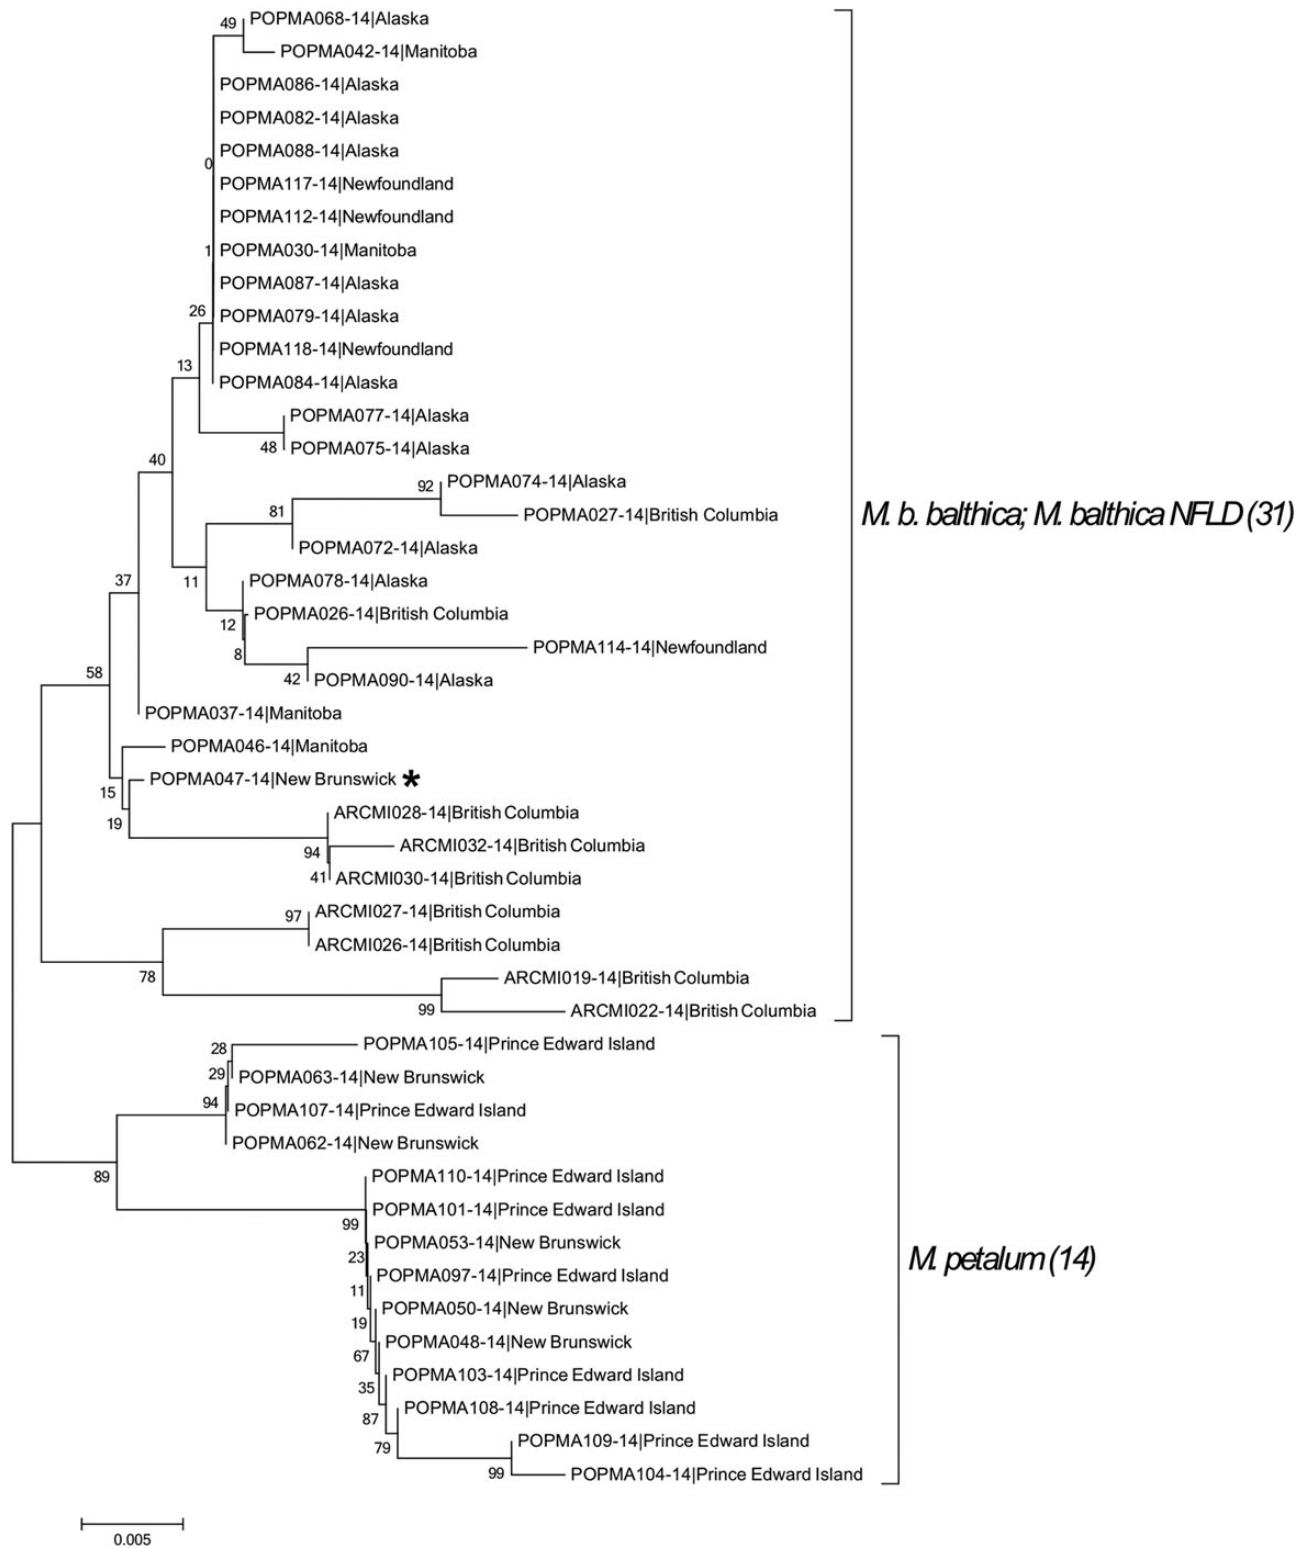 49
POPMA068-14|Alaska
POPMA042-14|Manitoba
POPMA086-14|Alaska
POPMA082-14|Alaska
POPMA088-14|Alaska
0
POPMA117-14|Newfoundland
POPMA112-14|Newfoundland
1
POPMA030-14|Manitoba
POPMA087-14|Alaska
26
POPMA079-14|Alaska
POPMA118-14|Newfoundland
13
POPMA084-14|Alaska
POPMA077-14|Alaska
48
POPMA075-14|Alaska
40
POPMA074-14|Alaska
92
81
POPMA027-14|British Columbia
M. b. balthica; M. balthica NFLD (31)
POPMA072-14|Alaska
37
11
POPMA078-14|Alaska
POPMA026-14|British Columbia
12
POPMA114-14|Newfoundland
8
58
42
POPMA090-14|Alaska
POPMA037-14|Manitoba
POPMA046-14|Manitoba
POPMA047-14|New Brunswick *
15
ARCMI028-14|British Columbia
19
ARCMI032-14|British Columbia
94
41
ARCMI030-14|British Columbia
97
ARCMI027-14|British Columbia
ARCMI026-14|British Columbia
78
ARCMI019-14|British Columbia
99
ARCMI022-14|British Columbia
28
POPMA105-14|Prince Edward Island
29
POPMA063-14|New Brunswick
94
POPMA107-14|Prince Edward Island
POPMA062-14|New Brunswick
89
POPMA110-14|Prince Edward Island
POPMA101-14|Prince Edward Island
99
POPMA053-14|New Brunswick
23
M. petalum (14)
POPMA097-14|Prince Edward Island
11
POPMA050-14|New Brunswick
19
POPMA048-14|New Brunswick
67
POPMA103-14|Prince Edward Island
35
POPMA108-14|Prince Edward Island
87
POPMA109-14|Prince Edward Island
79
99
POPMA104-14|Prince Edward Island
0.005